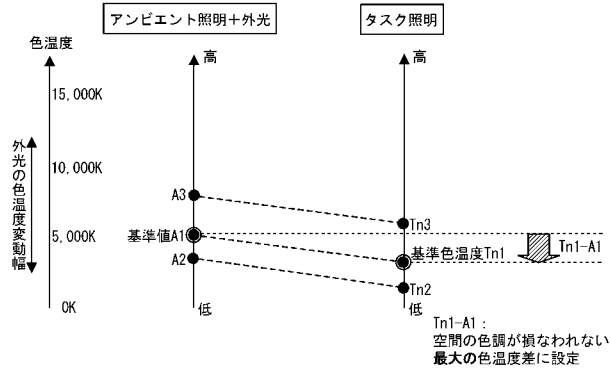 アンビエント照明＋外光
タスク照明
色温度
高
高
15,000K
10,000K
5,000K
0K
外光の色温度変動幅
A3
基準値A1
A2
低
Tn3
基準色温度Tn1
Tn2
低
Tn1-A1
Tn1-A1：
空間の色調が損なわれない
最大の色温度差に設定